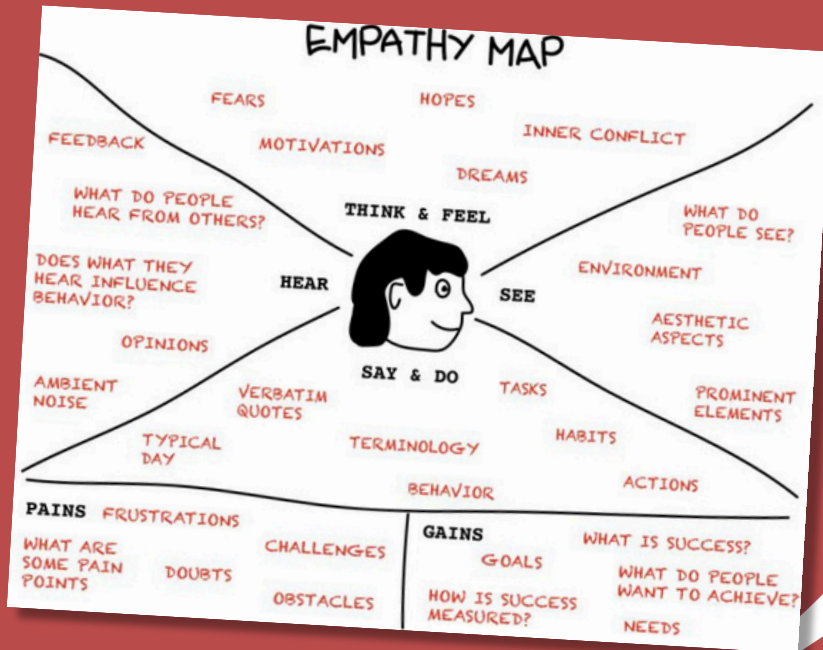 EMPATHY MAP
FEARS
HOPES
MOTIVATIONS
INNER CONFLICT
DREAMS
THINK & FEEL
FEEDBACK
WHAT DO PEOPLE
HEAR FROM OTHERS?
DOES WHAT THEY
HEAR INFLUENCE
BEHAVIOR?
OPINIONS
AMBIENT
NOISE
HEAR
SEE
WHAT DO
PEOPLE SEE?
ENVIRONMENT
AESTHETIC
ASPECTS
PROMINENT
ELEMENTS
SAY & DO
VERBATIM
QUOTES
TASKS
TYPICAL
DAY
TERMINOLOGY
HABITS
BEHAVIOR
ACTIONS
PAINS
FRUSTRATIONS
WHAT ARE
SOME PAIN
POINTS
DOUBTS
CHALLENGES
OBSTACLES
GAINS
WHAT IS SUCCESS?
GOALS
WHAT DO PEOPLE
WANT TO ACHIEVE?
HOW IS SUCCESS
MEASURED?
NEEDS